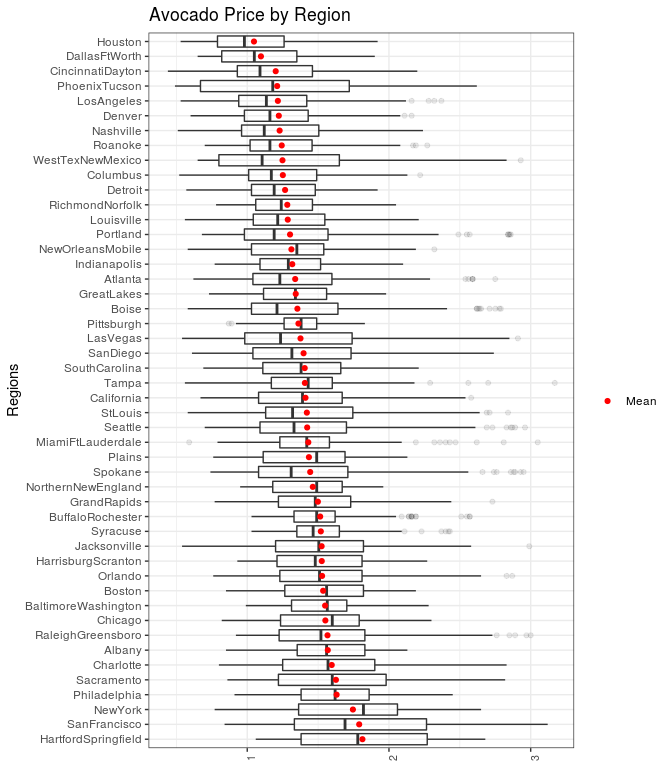 Avocado Price by Region
Regions
Houston
DallasFtWorth
CincinnatiDayton
PhoenixTucson
LosAngeles
Denver
Nashville
Roanoke
WestTexNewMexico
Columbus
Detroit
RichmondNorfolk
Louisville
Portland
NewOrleansMobile
Indianapolis
Atlanta
GreatLakes
Boise
Pittsburgh
LasVegas
SanDiego
SouthCarolina
Tampa
California
StLouis
Seattle
MiamiFtLauderdale
Plains
Spokane
NorthernNewEngland
GrandRapids
BuffaloRochester
Syracuse
Jacksonville
HarrisburgScranton
Orlando
Boston
BaltimoreWashington
Chicago
RaleighGreensboro
Albany
Charlotte
Sacramento
Philadelphia
NewYork
SanFrancisco
HartfordSpringfield
1
2
3
Mean